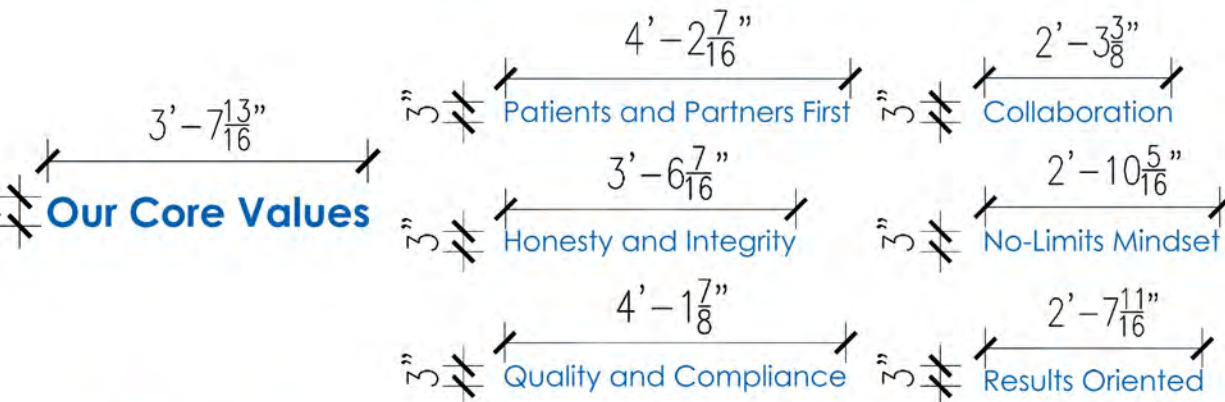 3'-7 13/16"
Our Core Values
4'-2 7/16"
3"
Patients and Partners First
3'-6 7/16"
3"
Honesty and Integrity
4'-1 7/8"
3"
Quality and Compliance
2'-3 3/8"
3"
Collaboration
2'-10 5/16"
3"
No-Limits Mindset
2'-7 11/16"
3"
Results Oriented